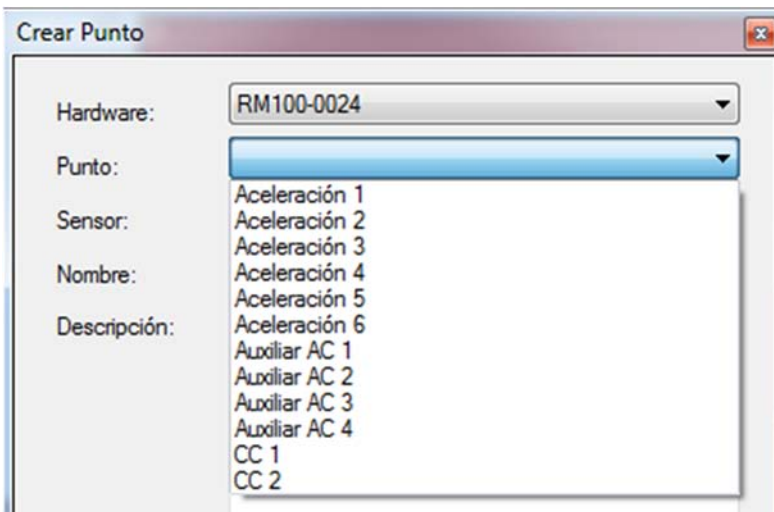 Crear Punto
Hardware: RM100-0024
Punto:
Aceleración 1
Sensor: Aceleración 2
Aceleración 3
Nombre: Aceleración 4
Aceleración 5
Descripción: Aceleración 6
Auxiliar AC 1
Auxiliar AC 2
Auxiliar AC 3
Auxiliar AC 4
CC 1
CC 2